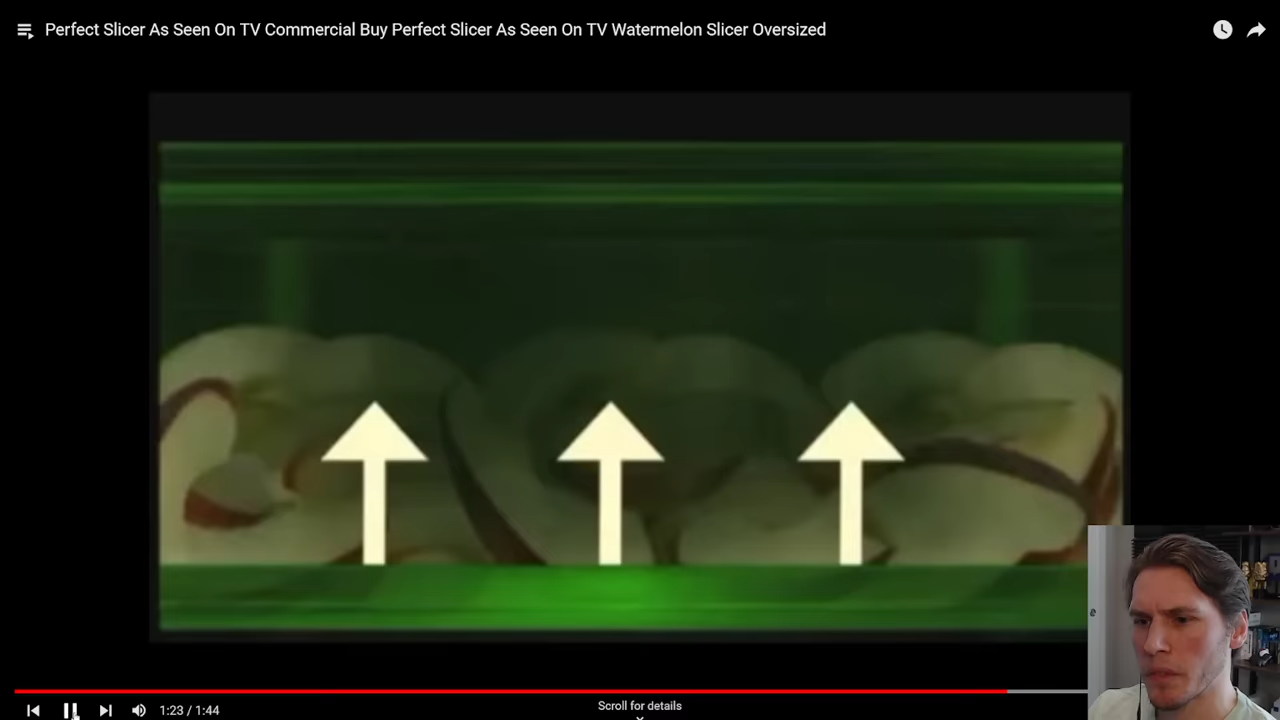 Perfect Slicer As Seen On TV Commercial Buy Perfect Slicer As Seen On TV Watermelon Slicer Oversized
1:23 / 1:44
Scroll for details